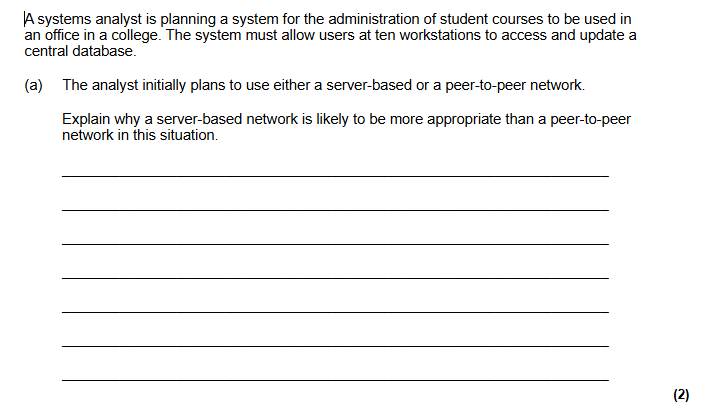 A systems analyst is planning a system for the administration of student courses to be used in
an office in a college. The system must allow users at ten workstations to access and update a
central database.
(a) The analyst initially plans to use either a server-based or a peer-to-peer network.
Explain why a server-based network is likely to be more appropriate than a peer-to-peer
network in this situation.
(2)